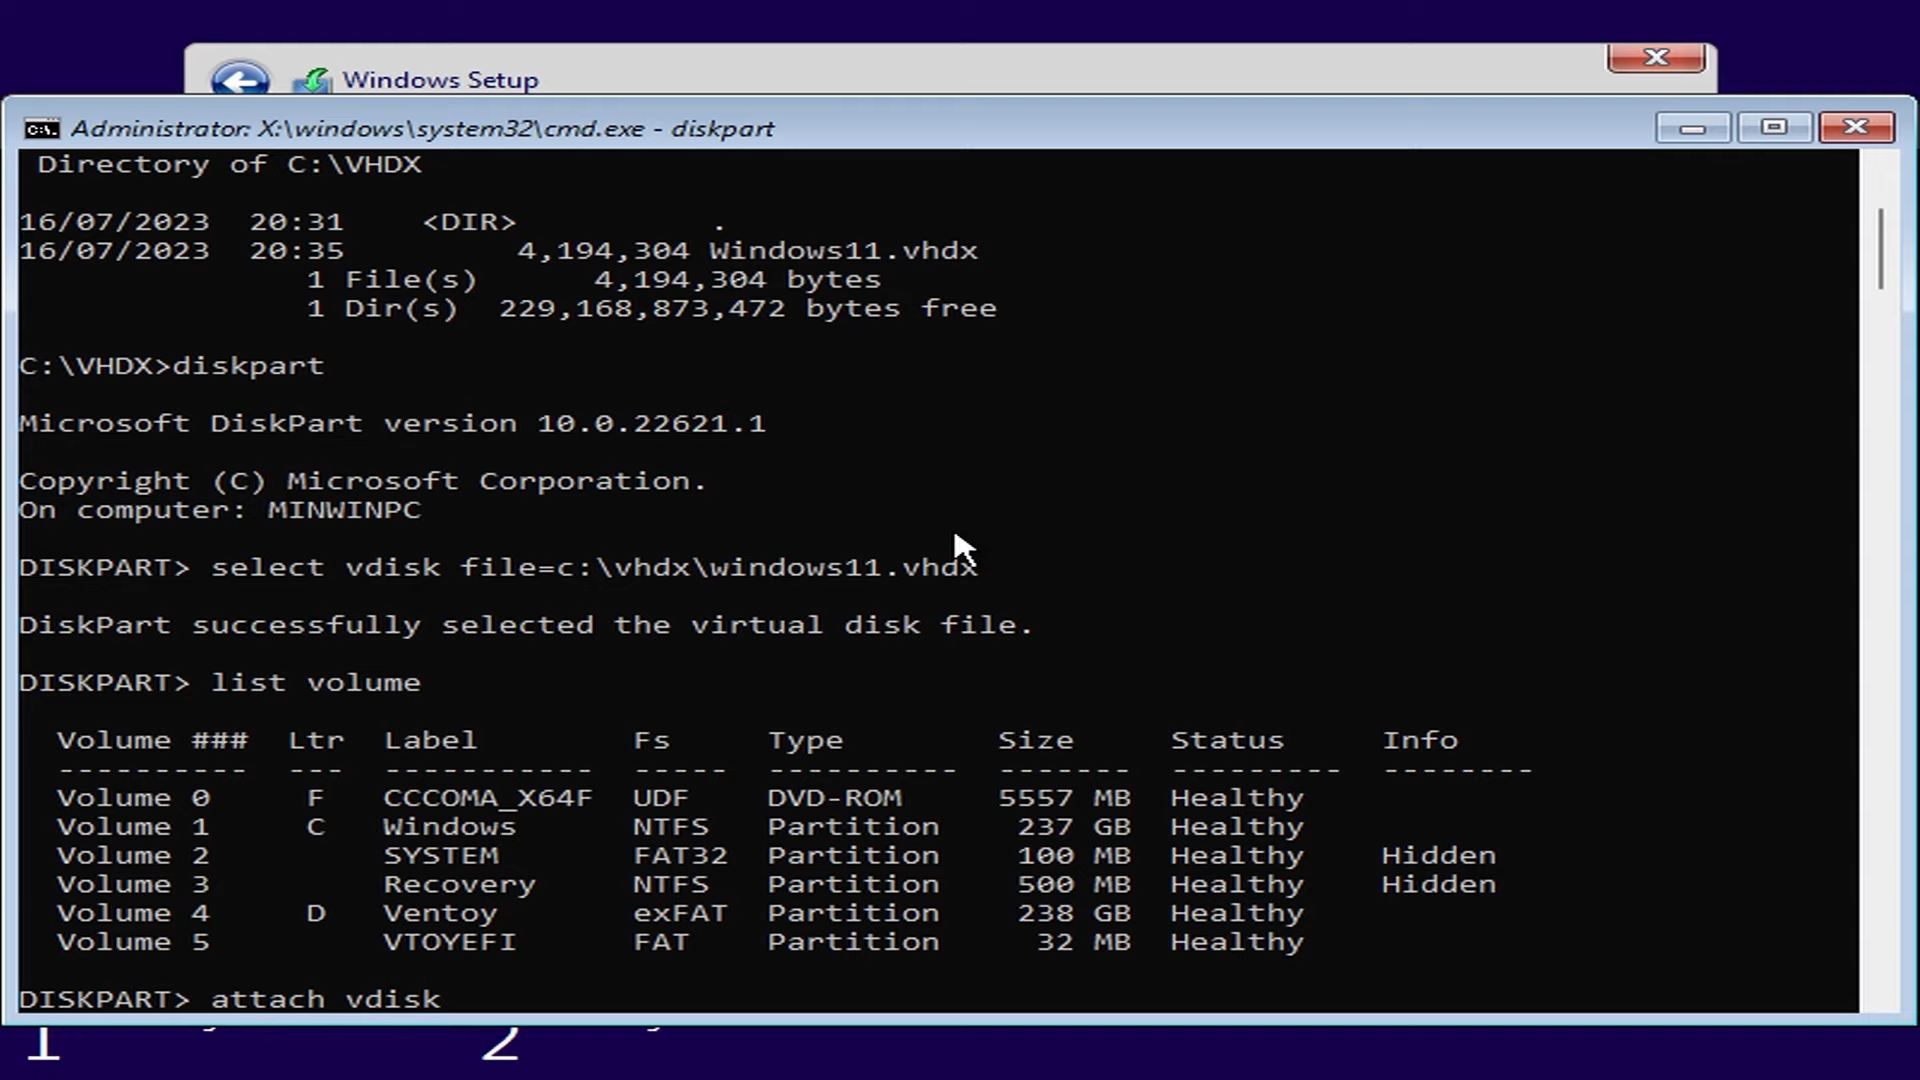 Windows Setup
Administrator: X:\windows\system32\cmd.exe - diskpart
Directory of C:\VHDX
16/07/2023  20:31    <DIR>          .
16/07/2023  20:35         4,194,304 Windows11.vhdx
               1 File(s)      4,194,304 bytes
               1 Dir(s)  229,168,873,472 bytes free
C:\VHDX>diskpart
Microsoft DiskPart version 10.0.22621.1
Copyright (C) Microsoft Corporation.
On computer: MINWINPC
DISKPART> select vdisk file=c:\vhdx\windows11.vhdx
DiskPart successfully selected the virtual disk file.
DISKPART> list volume
  Volume ###  Ltr  Label        Fs     Type        Size     Status     Info
  ----------  ---  -----------  -----  ----------  -------  ---------  --------
  Volume 0     F   CCCOMA_X64F  UDF    DVD-ROM     5557 MB  Healthy
  Volume 1     C   Windows      NTFS   Partition    237 GB  Healthy
  Volume 2         SYSTEM       FAT32  Partition    100 MB  Healthy    Hidden
  Volume 3         Recovery     NTFS   Partition    500 MB  Healthy    Hidden
  Volume 4     D   Ventoy       exFAT  Partition    238 GB  Healthy
  Volume 5         VTOYEFI      FAT    Partition     32 MB  Healthy
DISKPART> attach vdisk
1 2